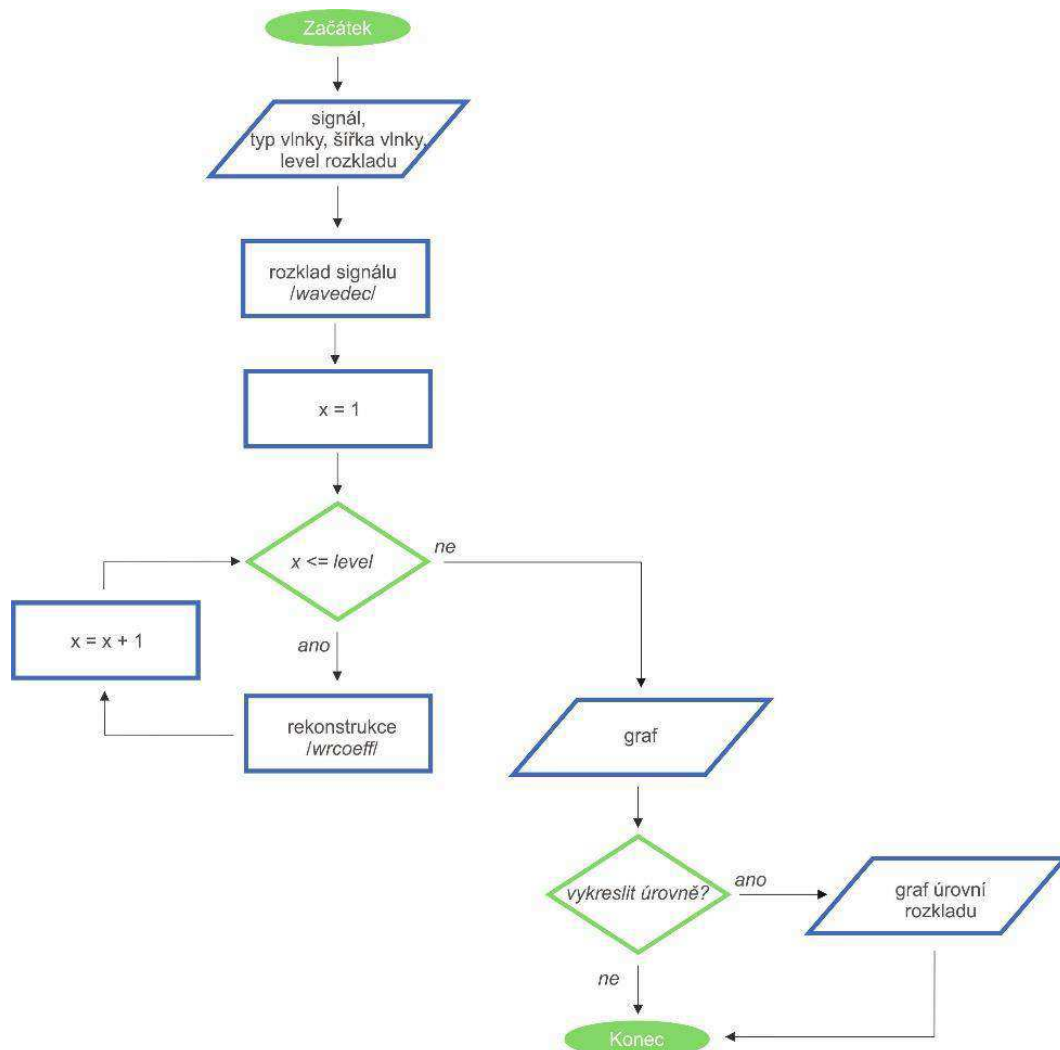 Začátek
signál,
typ vlnky, šířka vlnky,
level rozkladu
rozklad signálu
/wavedec/
x = 1
x <= level
ne
ano
x = x + 1
rekonstrukce
/wrcoeff/
graf
vykreslit úrovně?
ano
graf úrovní
rozkladu
ne
Konec